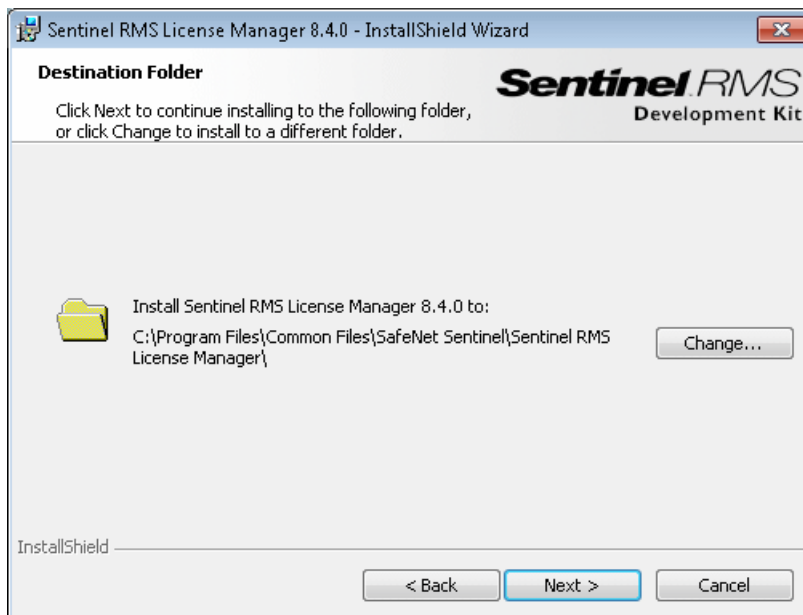 Sentinel RMS License Manager 8.4.0 - InstallShield Wizard
Destination Folder
Click Next to continue installing to the following folder,
or click Change to install to a different folder.
Sentinel RMS
Development Kit
Install Sentinel RMS License Manager 8.4.0 to:
C:\Program Files\Common Files\SafeNet Sentinel\Sentinel RMS
License Manager\
Change...
InstallShield
< Back
Next >
Cancel